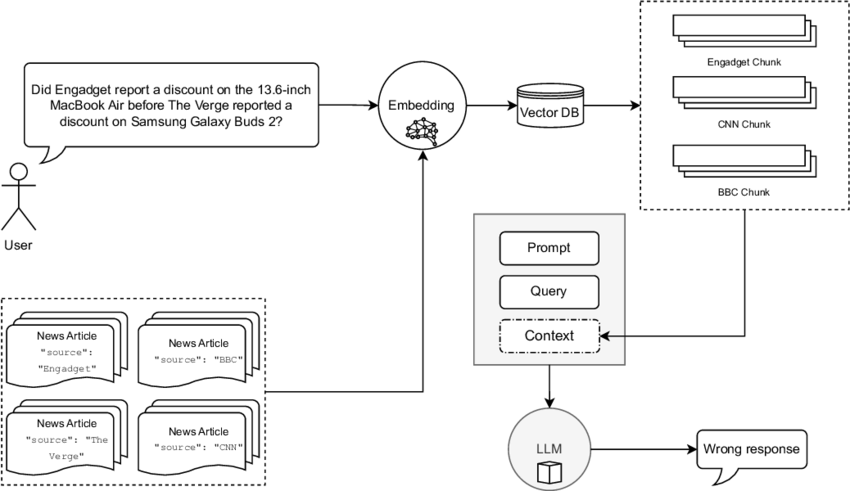 Did Engadget report a discount on the 13.6-inch
MacBook Air before The Verge reported a
discount on Samsung Galaxy Buds 2?
User
Embedding
Vector DB
Engadget Chunk
CNN Chunk
BBC Chunk
Prompt
Query
Context
News Article
"source":
"Engadget"
News Article
"source": "BBC"
News Article
"source": "The
Verge"
News Article
"source": "CNN"
LLM
Wrong response